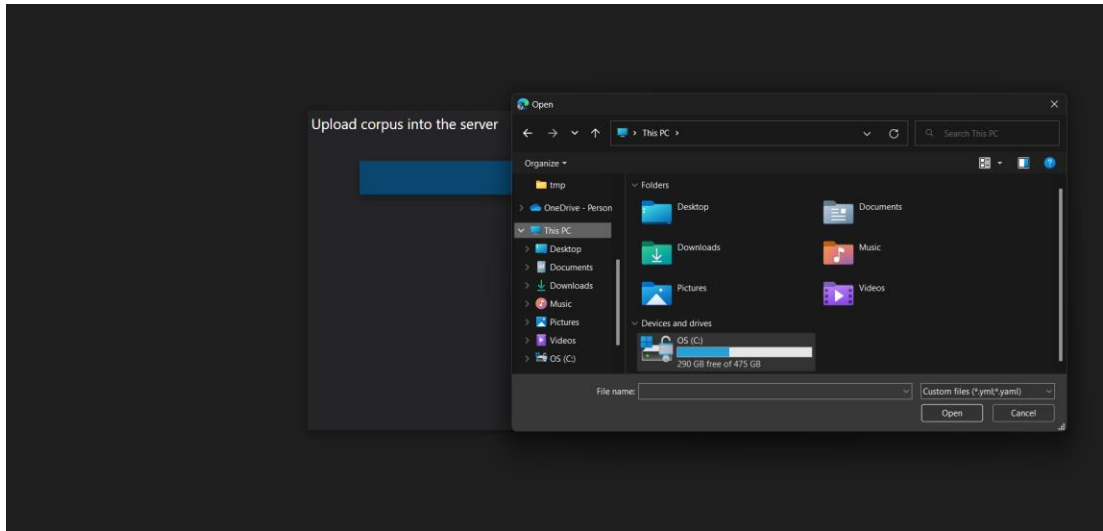 Upload corpus into the server
Open
This PC
Search This PC
Organize
tmp
OneDrive - Person
This PC
Desktop
Documents
Downloads
Music
Pictures
Videos
OS (C:)
Folders
Desktop
Documents
Downloads
Music
Pictures
Videos
Devices and drives
OS (C:)
290 GB free of 475 GB
File name:
Custom files (*.yml;*.yaml)
Open
Cancel